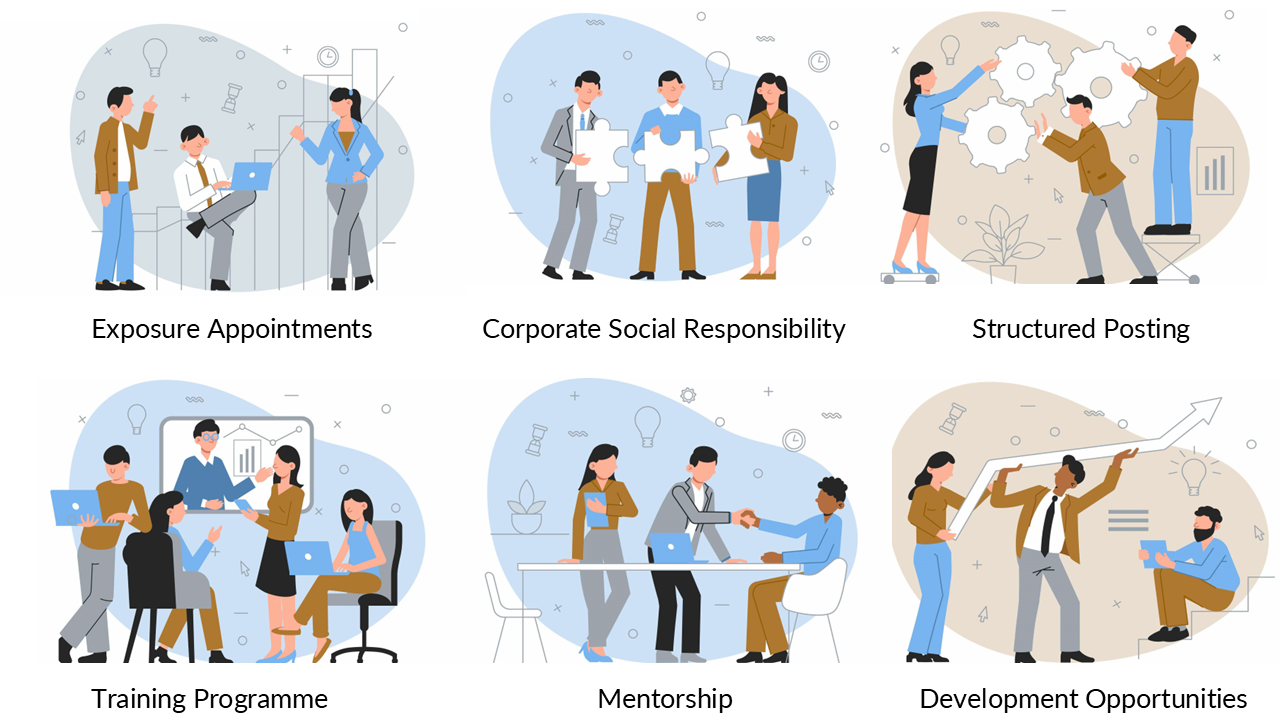 Exposure Appointments
Corporate Social Responsibility
Structured Posting
Training Programme
Mentorship
Development Opportunities